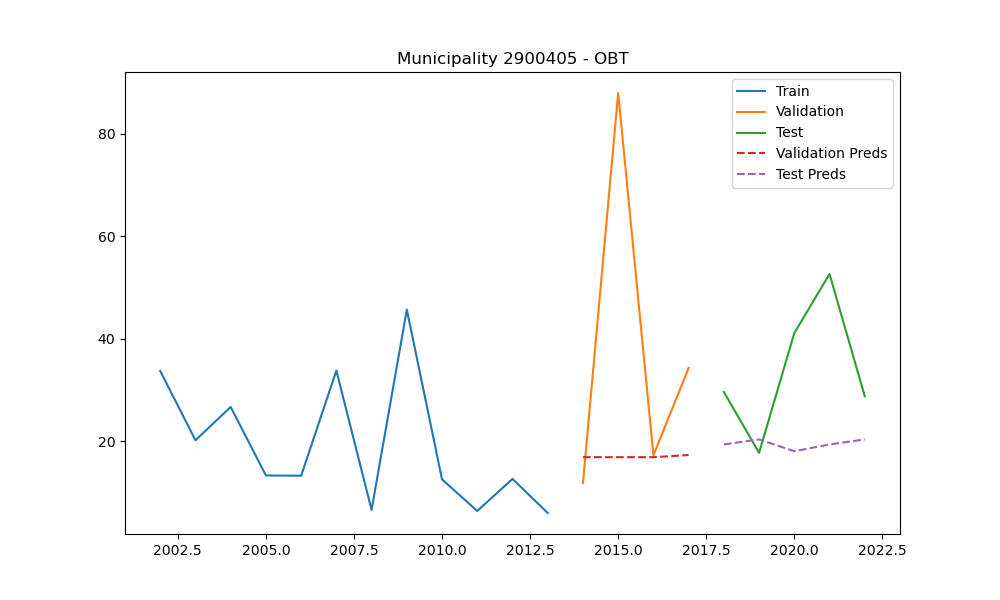 Municipality 2900405 - OBT
Train
Validation
Test
Validation Preds
Test Preds
80
60
40
20
2002.5 2005.0 2007.5 2010.0 2012.5 2015.0 2017.5 2020.0 2022.5